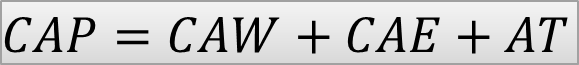 CAP = CAW + CAE + AT